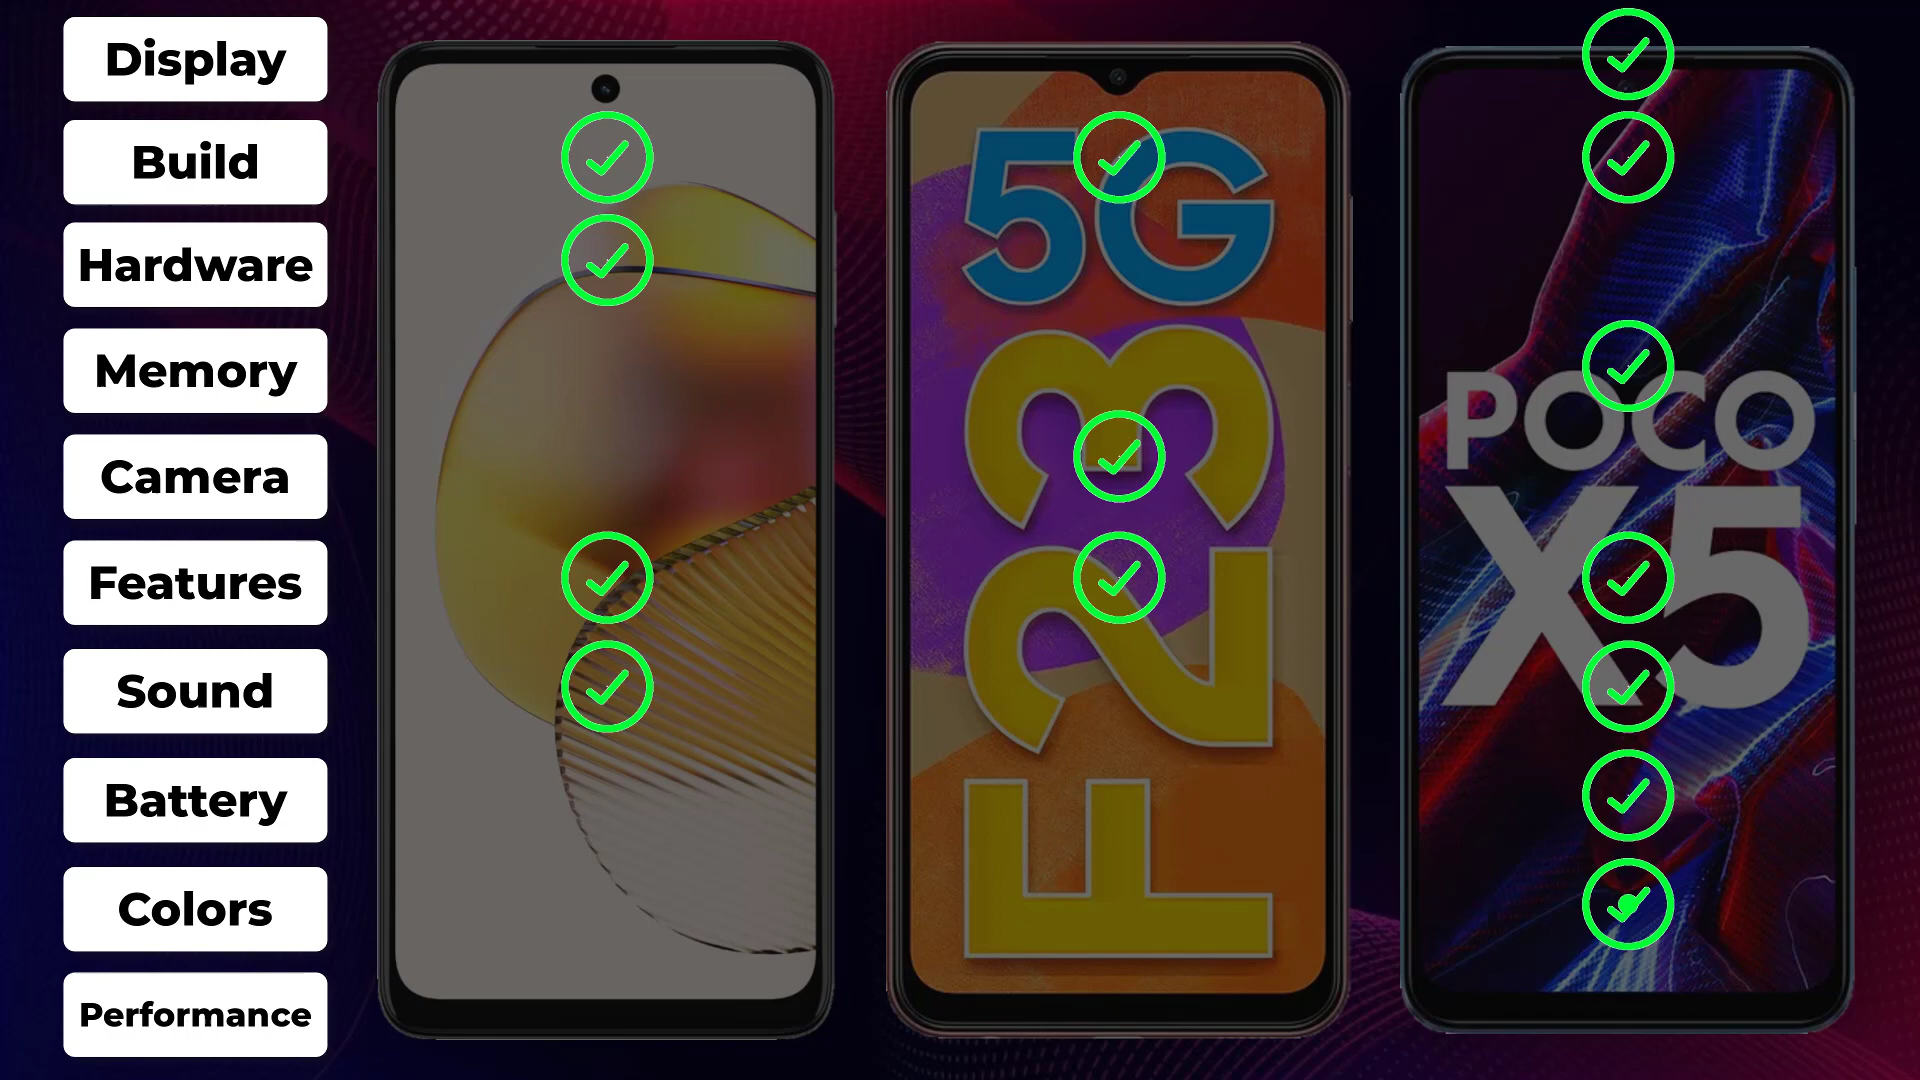 Display
Build
Hardware
Memory
Camera
Features
Sound
Battery
Colors
Performance
5G
F23
POCO
X5